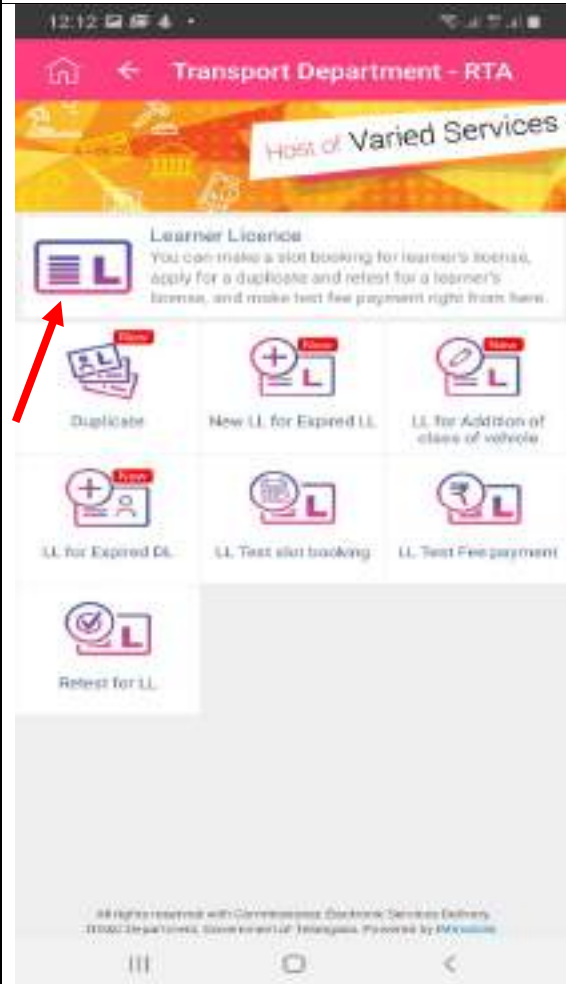 12:12
Transport Department - RTA
Host of Varied Services
Learner Licence
You can make a slot booking for learner's license,
apply for a duplicate and retest for a learner's
license, and make test fee payment right from here.
New
New
New
Duplicate
New LL for Expired LL
LL for Addition of
class of vehicle
New
LL for Expired DL
LL Test slot booking
LL Test Fee payment
Retest for LL
All rights reserved with Commissioner, Electronic Services Delivery,
Department, Government of Telangana. Powered by